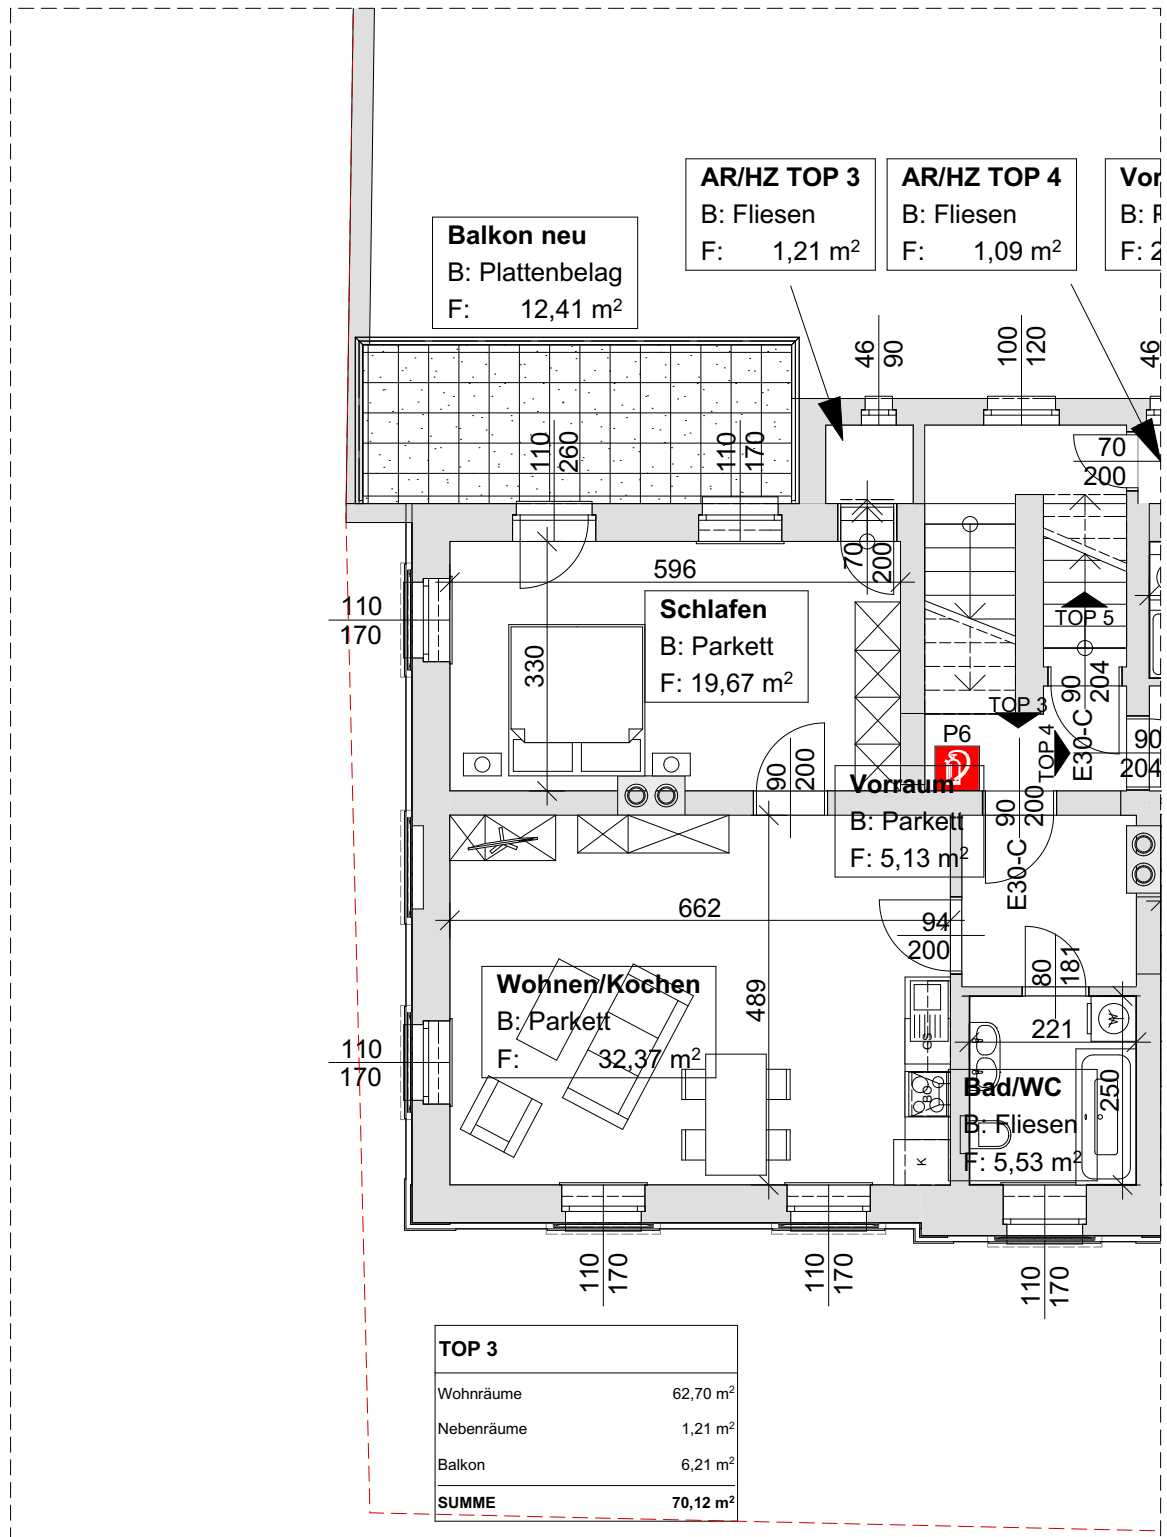 AR/HZ TOP 3
B: Fliesen
F: 1,21 m²
AR/HZ TOP 4
B: Fliesen
F: 1,09 m²
Vor
B: F
F: 2
Balkon neu
B: Plattenbelag
F: 12,41 m²
46
90
100
120
46
110
260
110
170
70
200
70
200
596
110
170
330
Schlafen
B: Parkett
F: 19,67 m²
TOP 5
90
204
E30-C
TOP 3
TOP 4
P6
90
204
90
200
Vorraum
B: Parkett
F: 5,13 m²
90
200
E30-C
662
94
200
489
80
181
Wohnen/Kochen
B: Parkett
F: 32,37 m²
110
170
GS
BO
K
W
221
250
Bad/WC
B: Fliesen
F: 5,53 m²
110
170
110
170
110
170
TOP 3
Wohnräume 62,70 m²
Nebenräume 1,21 m²
Balkon 6,21 m²
SUMME 70,12 m²